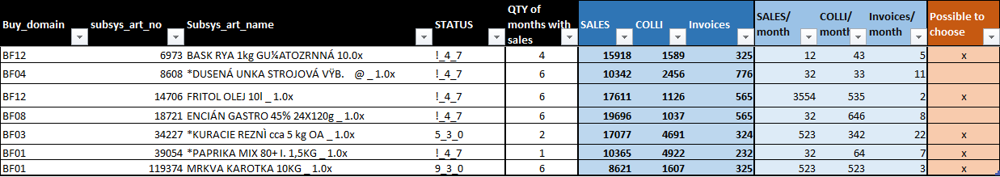 Buy_domain subsys_art_no Subsys_art_name STATUS QTY of months with sales SALES COLLI Invoices SALES/ month COLLI/ month Invoices/ month Possible to choose
BF12 6973 BASK RYA 1kg GU¼ATOZRNNÁ 10.0x !_4_7 4 15918 1589 325 12 43 5 x
BF04 8608 *DUSENÁ UNKA STROJOVÁ VÝB. @ _ 1.0x !_4_7 6 10342 2456 776 32 33 11
BF12 14706 FRITOL OLEJ 10l _ 1.0x !_4_7 6 17611 1126 565 3554 535 2 x
BF08 18721 ENCIÁN GASTRO 45% 24X120g _ 1.0x !_4_7 6 19696 1037 565 32 646 8
BF03 34227 *KURACIE REZNÌ cca 5 kg OA _ 1.0x 5_3_0 2 17077 4691 324 523 342 22 x
BF01 39054 *PAPRIKA MIX 80+ I. 1,5KG _ 1.0x !_4_7 1 10365 4922 232 32 64 7 x
BF01 119374 MRKVA KAROTKA 10KG _ 1.0x 9_3_0 6 8621 1607 325 523 523 3 x